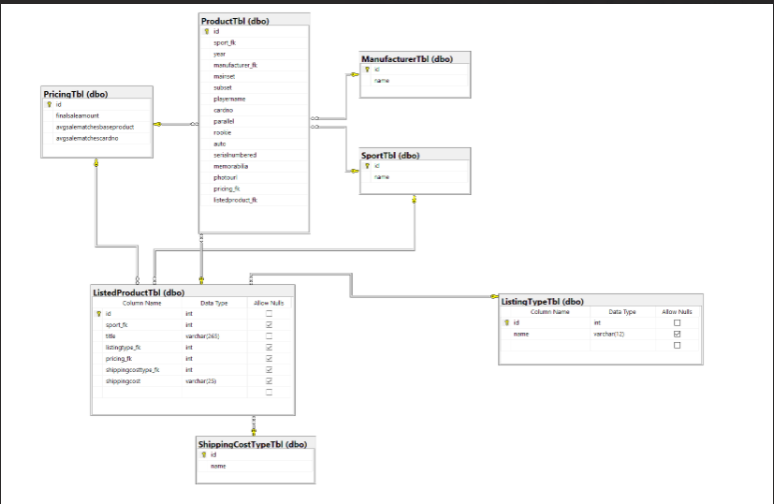 ProductTbl (dbo)
id
sport_fk
year
manufacturer_fk
mainset
subset
playername
cardno
parallel
rookie
auto
serialnumbered
memorabilia
photourl
pricing_fk
listedproduct_fk
ManufacturerTbl (dbo)
id
name
PricingTbl (dbo)
id
finalsaleamount
avgsalematchesbaseproduct
avgsalematchescardno
SportTbl (dbo)
id
name
ListedProductTbl (dbo)
Column Name Data Type Allow Nulls
id int
sport_fk int
title varchar(265)
listingtype_fk int
pricing_fk int
shippingcosttype_fk int
shippingcost varchar(25)
ListingTypeTbl (dbo)
Column Name Data Type Allow Nulls
id int
name varchar(12)
ShippingCostTypeTbl (dbo)
id
name